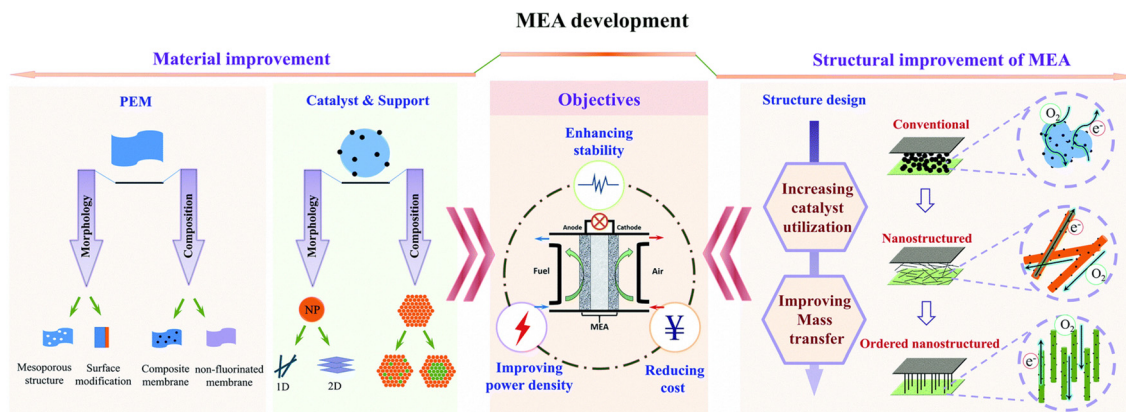 MEA development
Material improvement
Structural improvement of MEA
PEM
Morphology
Composition
Mesoporous
structure
Surface
modification
Composite
membrane
non-fluorinated
membrane
Catalyst & Support
Morphology
Composition
NP
1D
2D
Objectives
Enhancing
stability
Anode
Cathode
Fuel
Air
MEA
¥
Improving
power density
Reducing
cost
Structure design
Increasing
catalyst
utilization
Improving
Mass
transfer
Conventional
O2
e-
Nanostructured
e-
O2
Ordered nanostructured
O2
e-